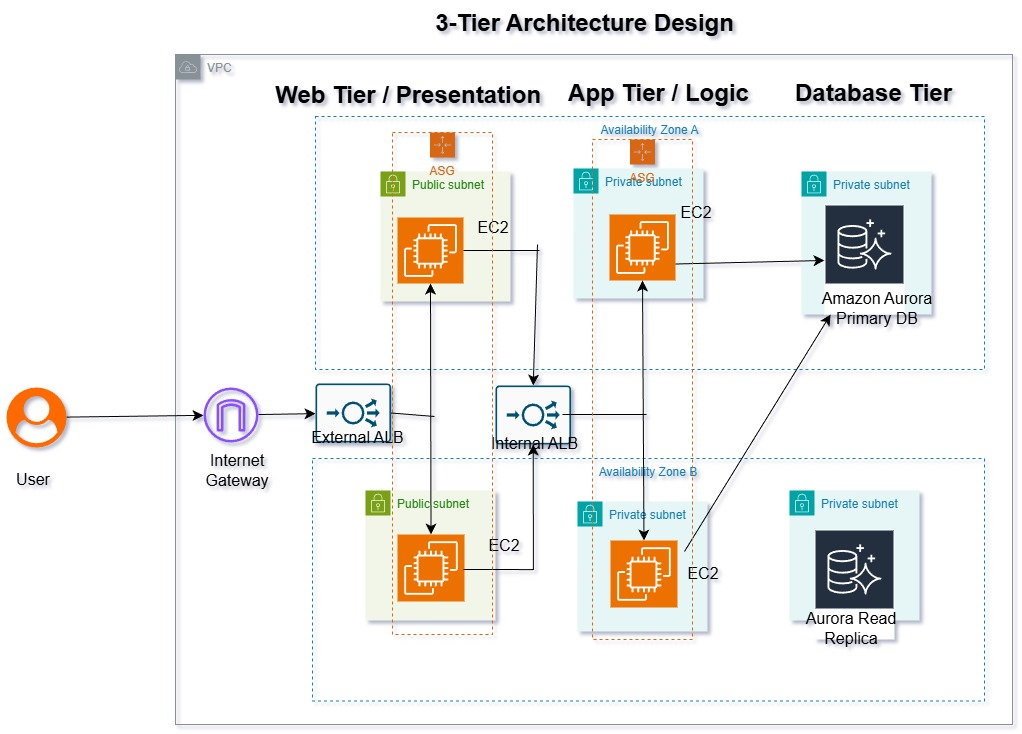 3-Tier Architecture Design
VPC
Web Tier / Presentation
App Tier / Logic
Database Tier
Availability Zone A
ASG
ASG
Public subnet
Private subnet
Private subnet
EC2
EC2
Amazon Aurora
Primary DB
External ALB
Internal ALB
User
Internet
Gateway
Availability Zone B
Public subnet
Private subnet
Private subnet
EC2
EC2
Aurora Read
Replica